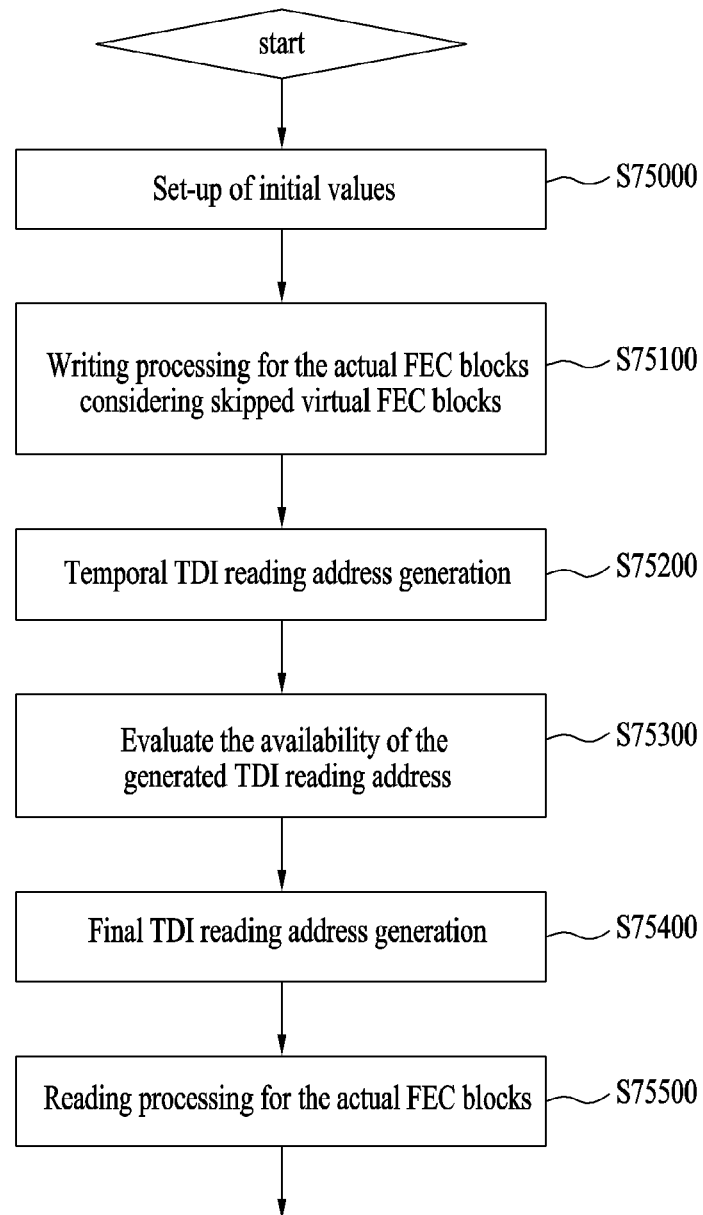 start
Set-up of initial values
S75000
Writing processing for the actual FEC blocks
considering skipped virtual FEC blocks
S75100
Temporal TDI reading address generation
S75200
Evaluate the availability of the
generated TDI reading address
S75300
Final TDI reading address generation
S75400
Reading processing for the actual FEC blocks
S75500